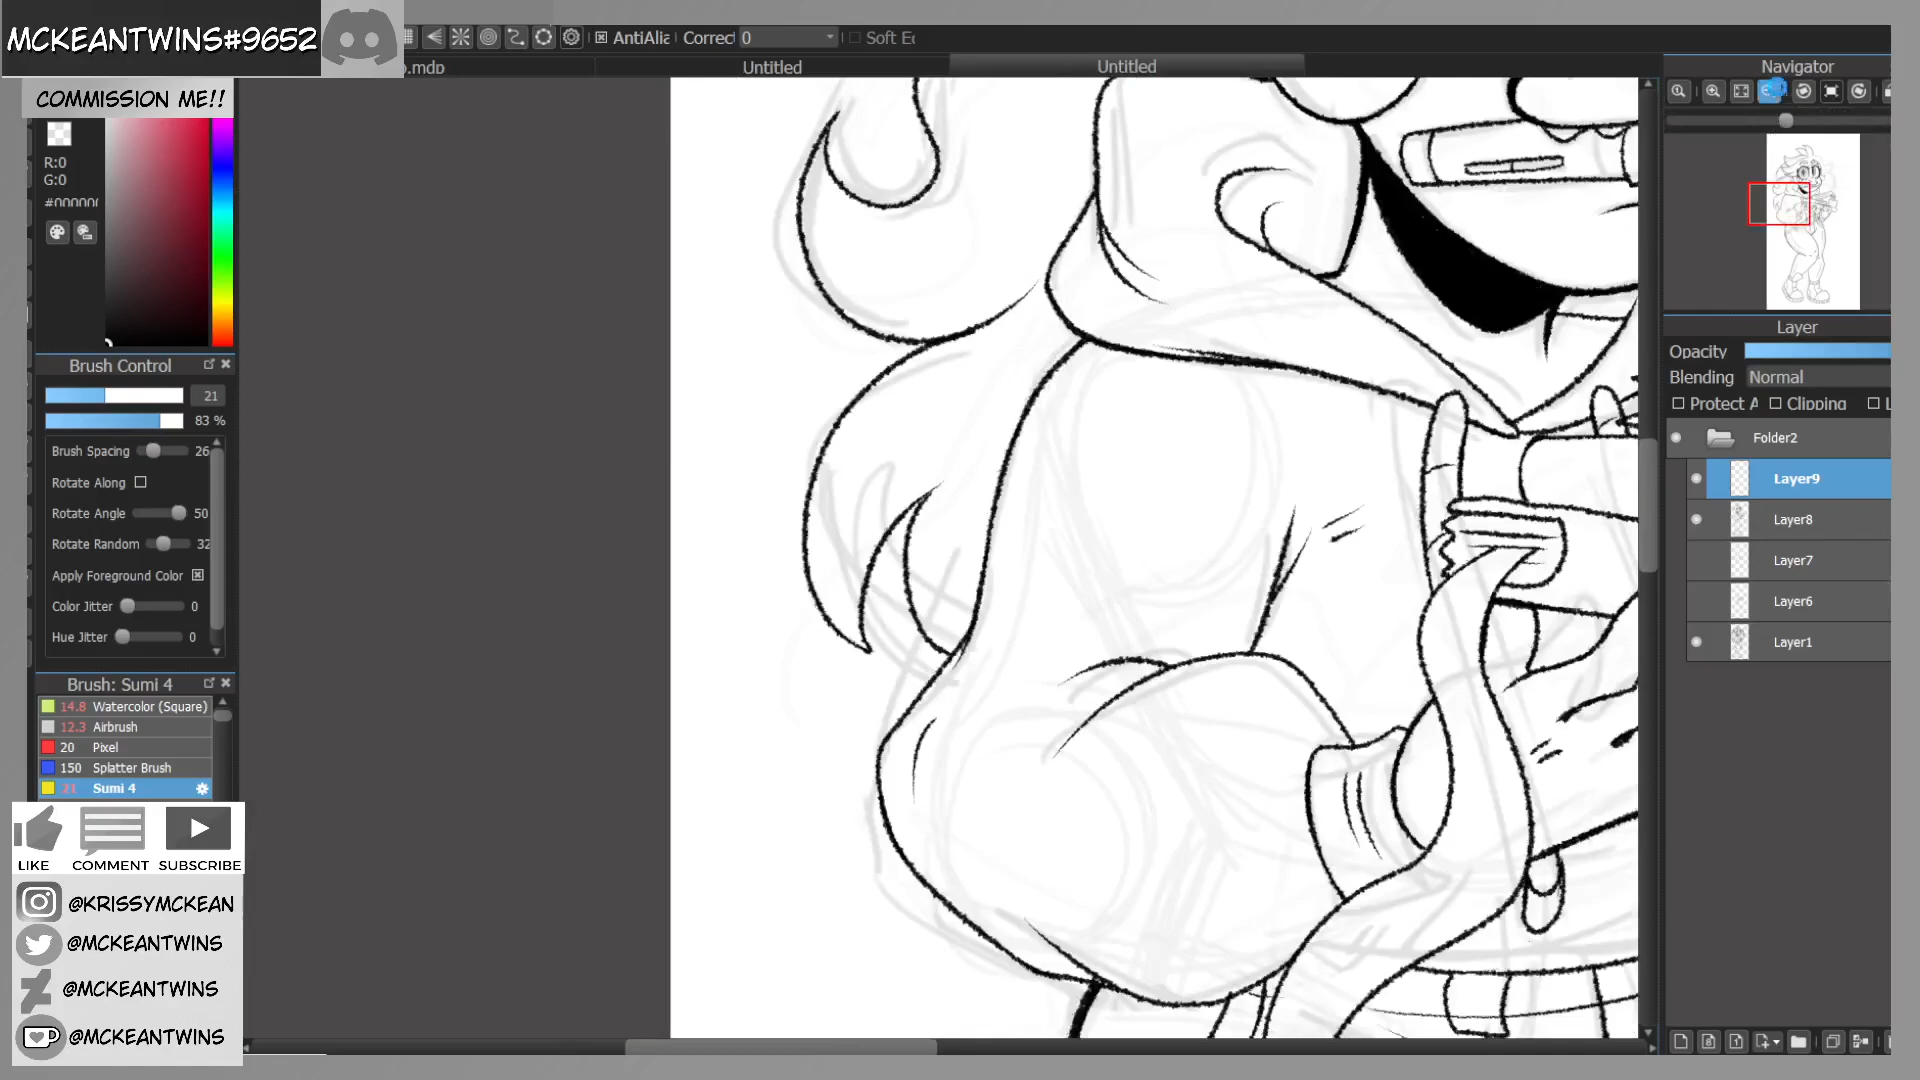 MCKEANTWINS#9652
AntiAlia
Correct 0
Soft Ed
.mdp
Untitled
Untitled
Navigator
COMMISSION ME!!
R:0
G:0
#000000
Brush Control
21
83 %
Brush Spacing 26
Rotate Along
Rotate Angle 50
Rotate Random 32
Apply Foreground Color
Color Jitter 0
Hue Jitter 0
Brush: Sumi 4
14.8 Watercolor (Square)
12.3 Airbrush
20 Pixel
150 Splatter Brush
21 Sumi 4
LIKE COMMENT SUBSCRIBE
@KRISSYMCKEAN
@MCKEANTWINS
@MCKEANTWINS
@MCKEANTWINS
Layer
Opacity
Blending Normal
Protect A
Clipping
L
Folder2
Layer9
Layer8
Layer7
Layer6
Layer1